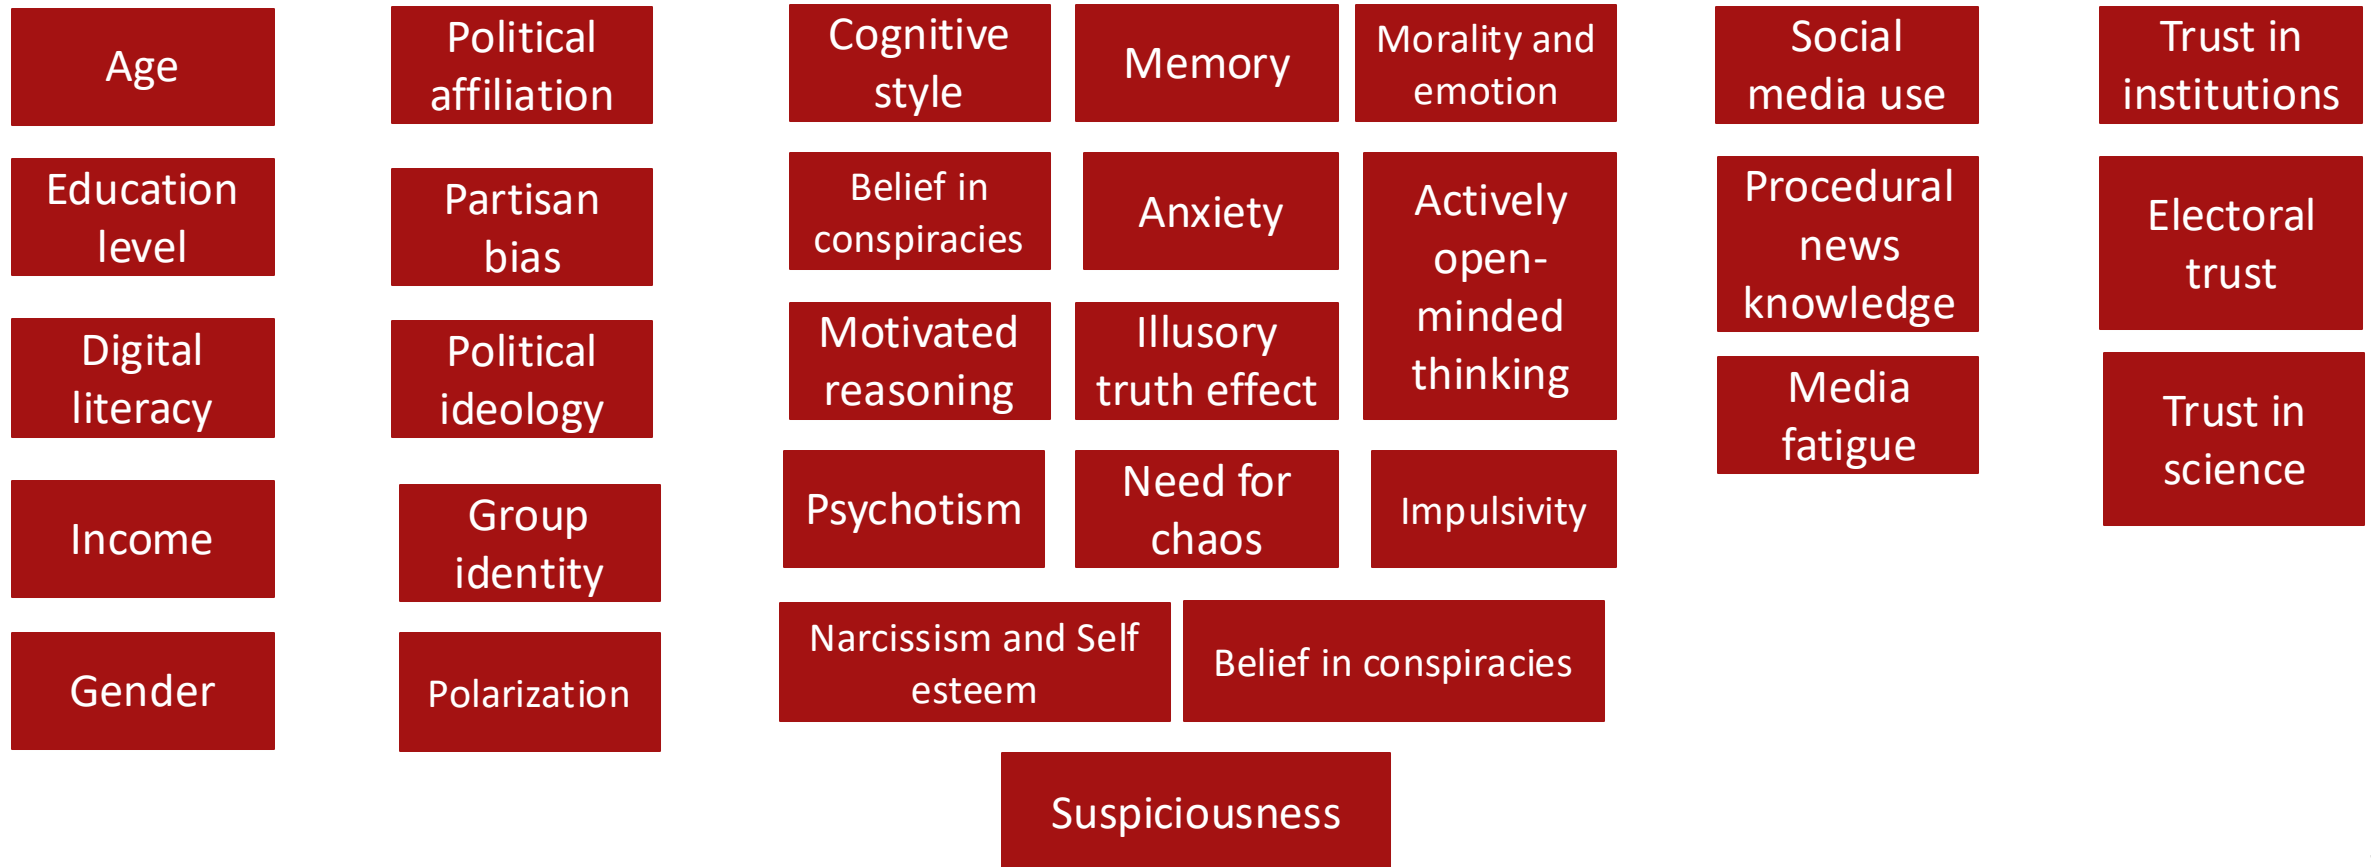 Age
Education
level
Digital
literacy
Income
Gender
Political
affiliation
Partisan
bias
Political
ideology
Group
identity
Polarization
Cognitive
style
Memory
Morality and
emotion
Belief in
conspiracies
Anxiety
Actively
open-
minded
thinking
Motivated
reasoning
Illusory
truth effect
Psychotism
Need for
chaos
Impulsivity
Narcissism and Self
esteem
Belief in conspiracies
Suspiciousness
Social
media use
Procedural
news
knowledge
Media
fatigue
Trust in
institutions
Electoral
trust
Trust in
science